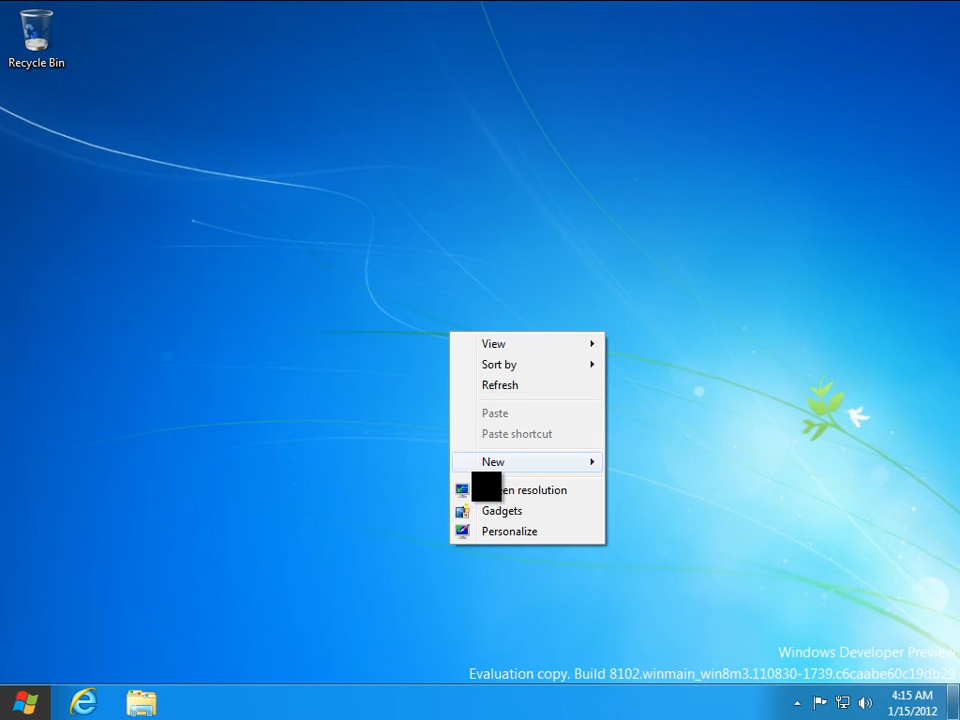 Recycle Bin
View
Sort by
Refresh
Paste
Paste shortcut
New
resolution
Gadgets
Personalize
Windows Developer Preview
Evaluation copy. Build 8102.winmain_win8m3.110830-1739.c6caabe60c19db29
4:15 AM
1/15/2012